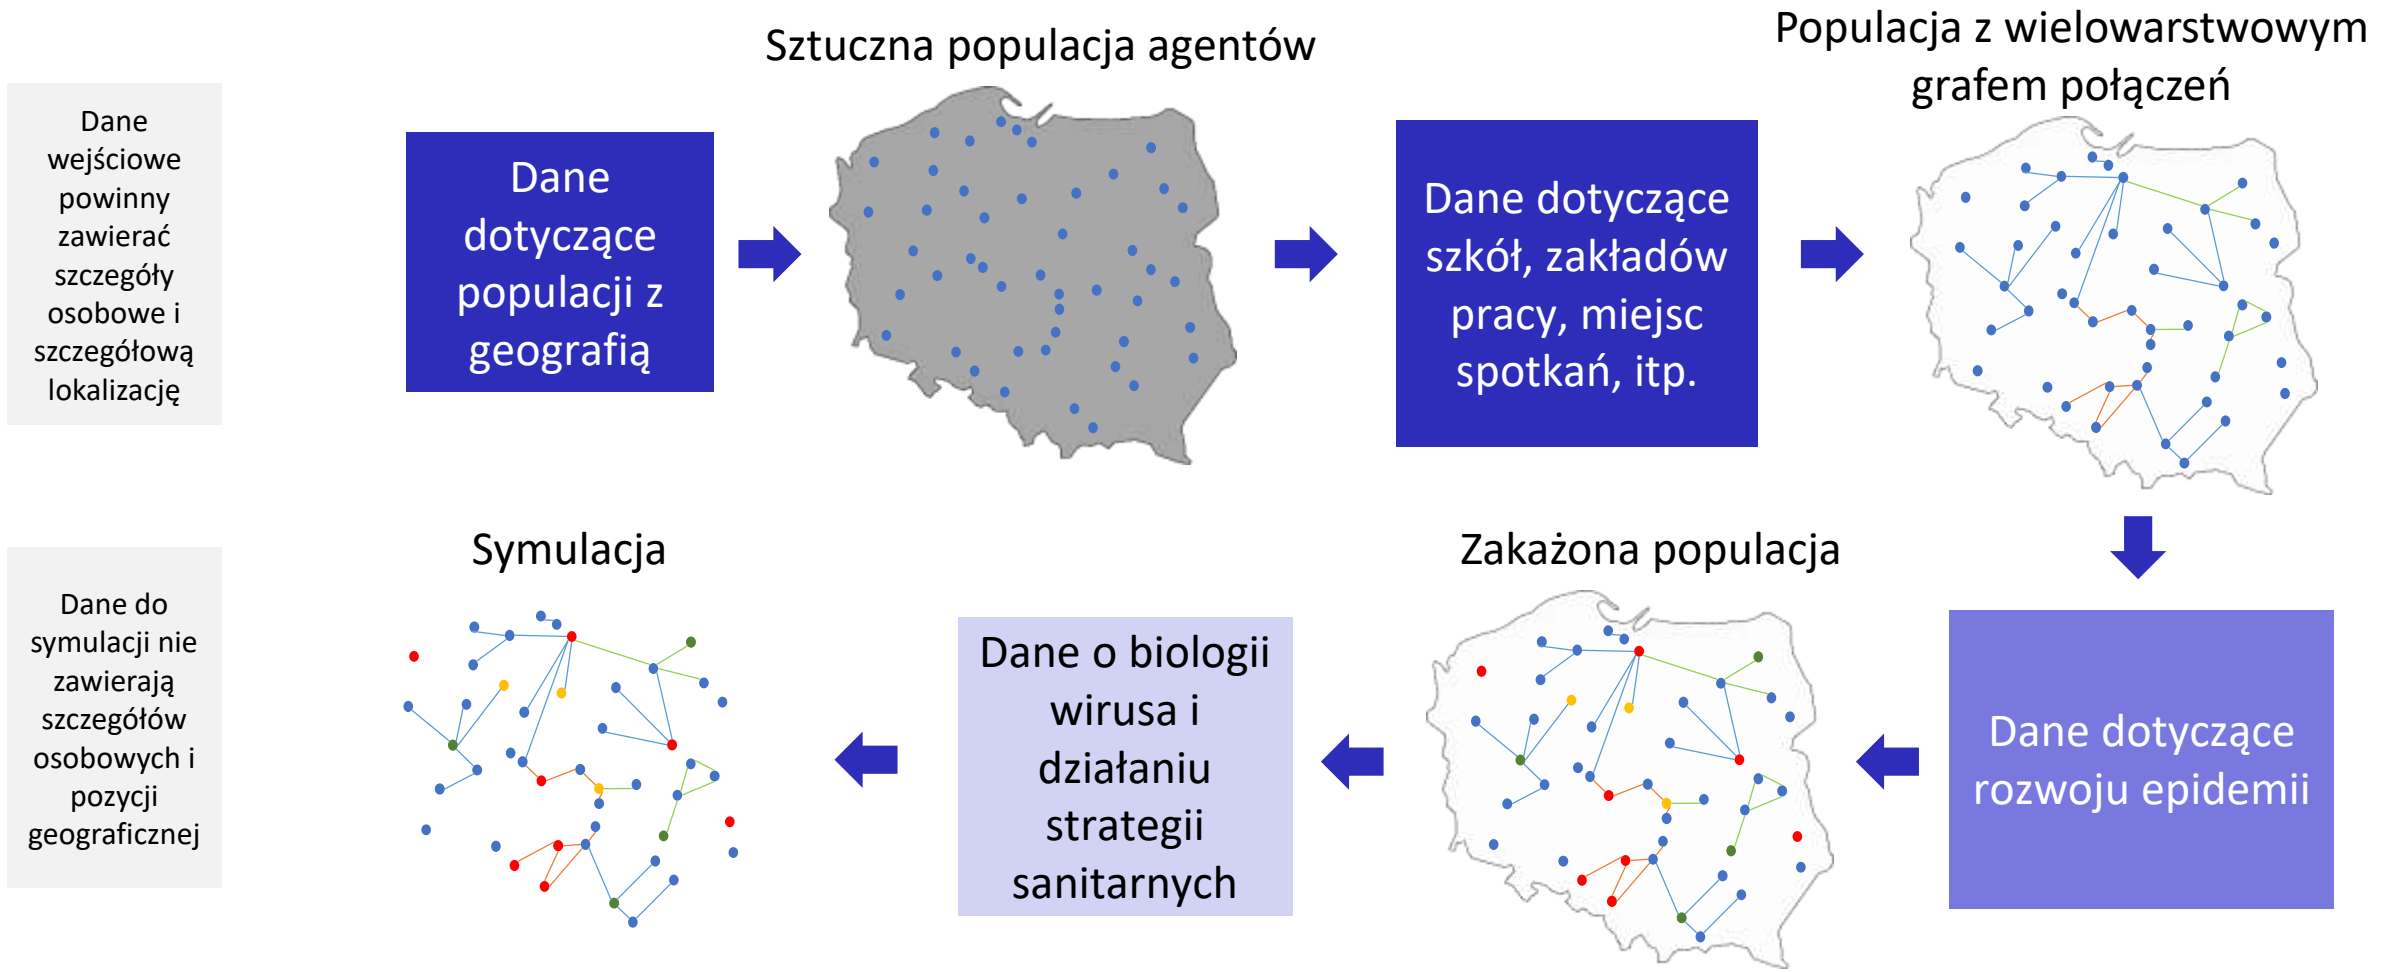 Sztuczna populacja agentów
Populacja z wielowarstwowym
grafem połączeń
Dane
wejściowe
powinny
zawierać
szczegóły
osobowe i
szczegółową
lokalizację
Dane
dotyczące
populacji z
geografią
Dane dotyczące
szkół, zakładów
pracy, miejsc
spotkań, itp.
Symulacja
Zakażona populacja
Dane do
symulacji nie
zawierają
szczegółów
osobowych i
pozycji
geograficznej
Dane o biologii
wirusa i
działaniu
strategii
sanitarnych
Dane dotyczące
rozwoju epidemii